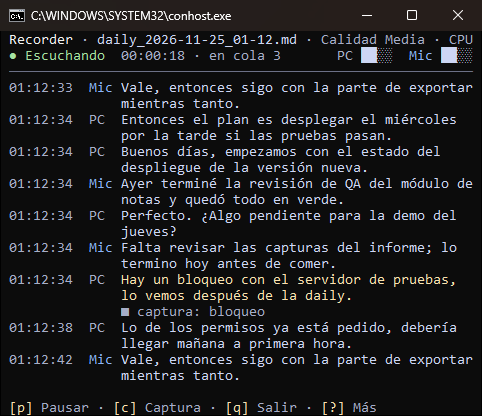 C:\WINDOWS\SYSTEM32\conhost.exe
Recorder · daily_2026-11-25_01-12.md · Calidad Media · CPU
● Escuchando 00:00:18 · en cola 3 PC Mic
01:12:33 Mic Vale, entonces sigo con la parte de exportar
mientras tanto.
01:12:34 PC Entonces el plan es desplegar el miércoles
por la tarde si las pruebas pasan.
01:12:34 PC Buenos días, empezamos con el estado del
despliegue de la versión nueva.
01:12:34 Mic Ayer terminé la revisión de QA del módulo de
notas y quedó todo en verde.
01:12:34 PC Perfecto. ¿Algo pendiente para la demo del
jueves?
01:12:34 Mic Falta revisar las capturas del informe; lo
termino hoy antes de comer.
01:12:34 PC Hay un bloqueo con el servidor de pruebas,
lo vemos después de la daily.
■ captura: bloqueo
01:12:38 PC Lo de los permisos ya está pedido, debería
llegar mañana a primera hora.
01:12:42 Mic Vale, entonces sigo con la parte de exportar
mientras tanto.
[p] Pausar · [c] Captura · [q] Salir · [?] Más